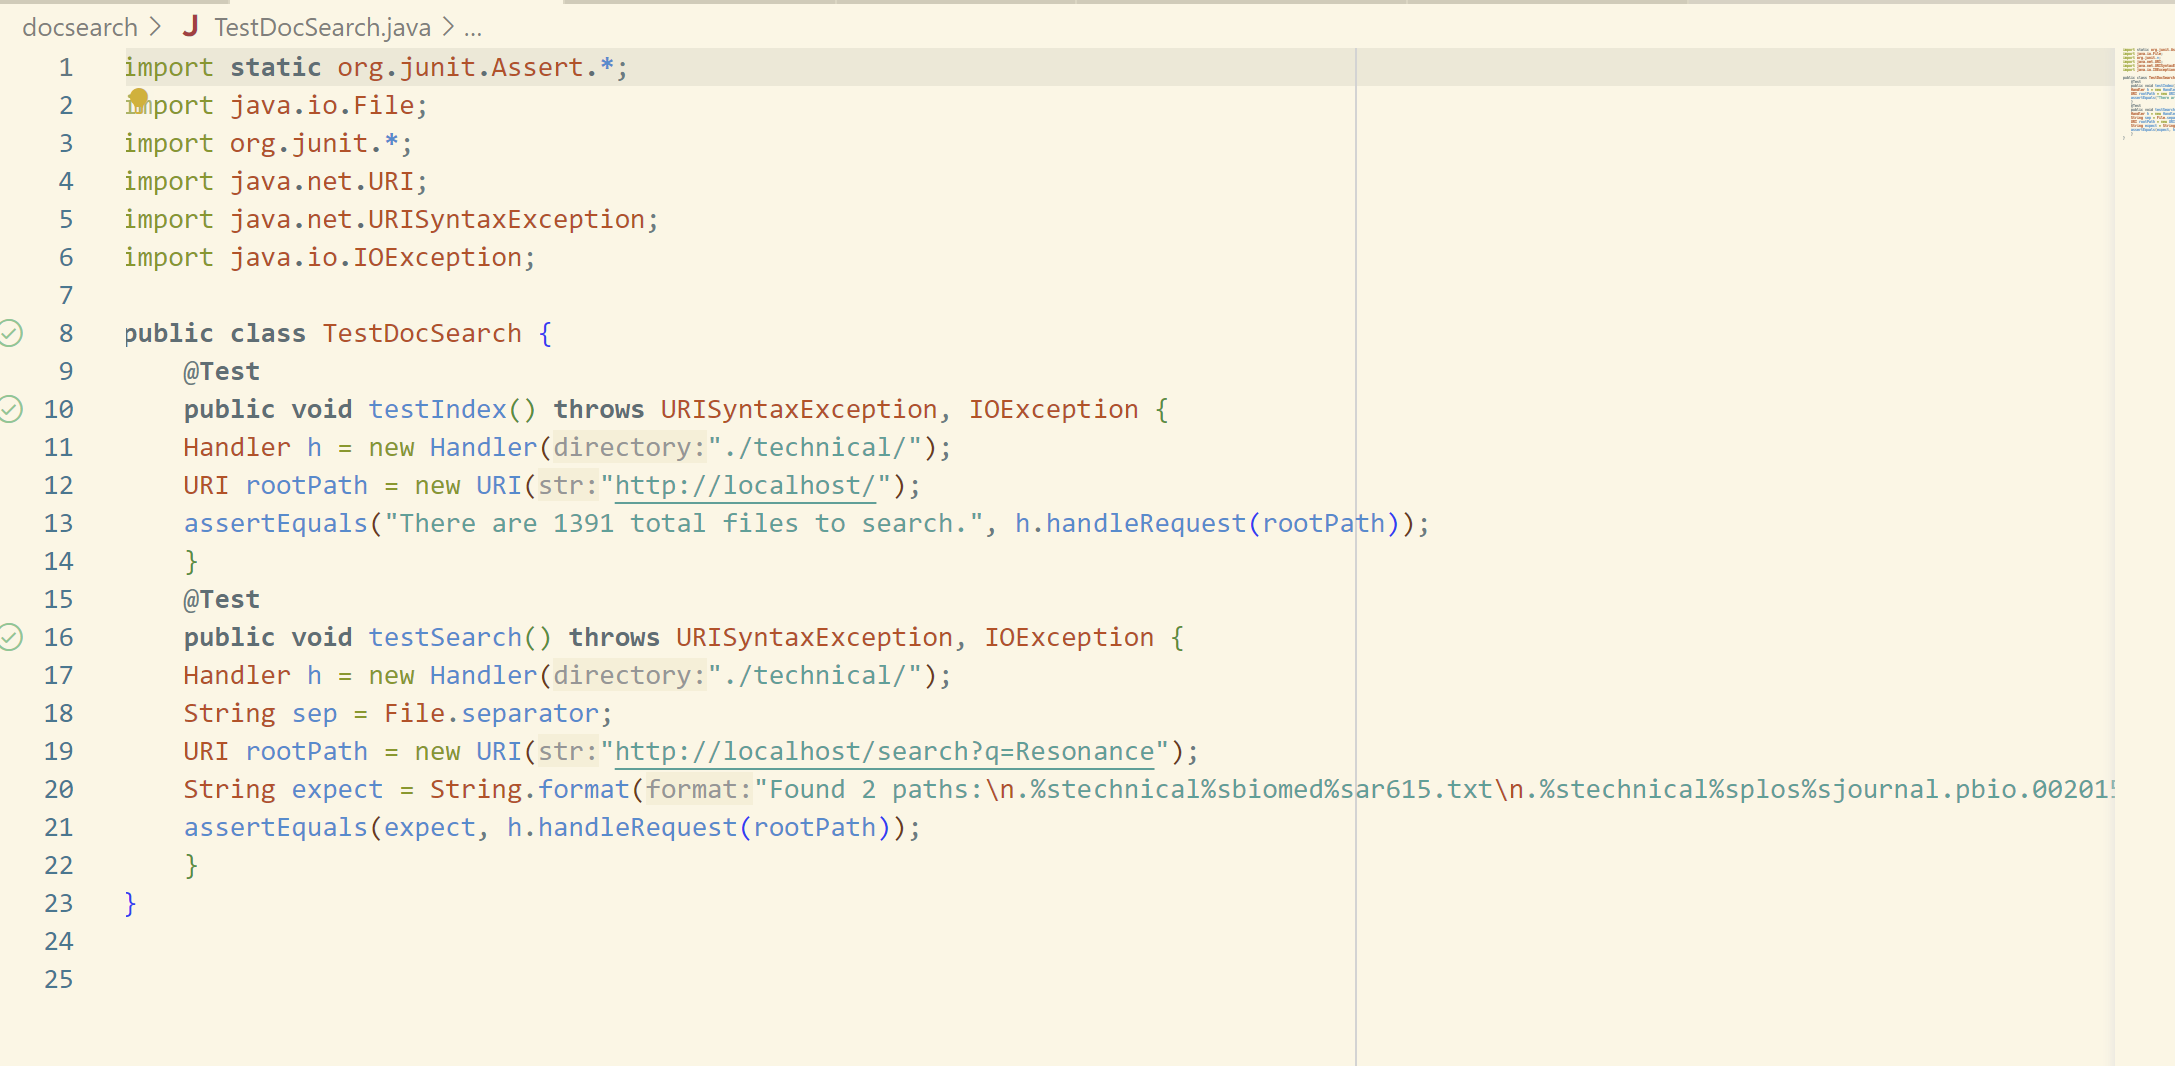 docsearch > J TestDocSearch.java > ...
1 import static org.junit.Assert.*;
2 import java.io.File;
3 import org.junit.*;
4 import java.net.URI;
5 import java.net.URISyntaxException;
6 import java.io.IOException;
7
8 public class TestDocSearch {
9     @Test
10     public void testIndex() throws URISyntaxException, IOException {
11     Handler h = new Handler(directory:"./technical/");
12     URI rootPath = new URI(str:"http://localhost/");
13     assertEquals("There are 1391 total files to search.", h.handleRequest(rootPath));
14     }
15     @Test
16     public void testSearch() throws URISyntaxException, IOException {
17     Handler h = new Handler(directory:"./technical/");
18     String sep = File.separator;
19     URI rootPath = new URI(str:"http://localhost/search?q=Resonance");
20     String expect = String.format(format:"Found 2 paths:\n.%stechnical%sbiomed%sar615.txt\n.%stechnical%splos%sjournal.pbio.002015
21     assertEquals(expect, h.handleRequest(rootPath));
22     }
23 }
24
25